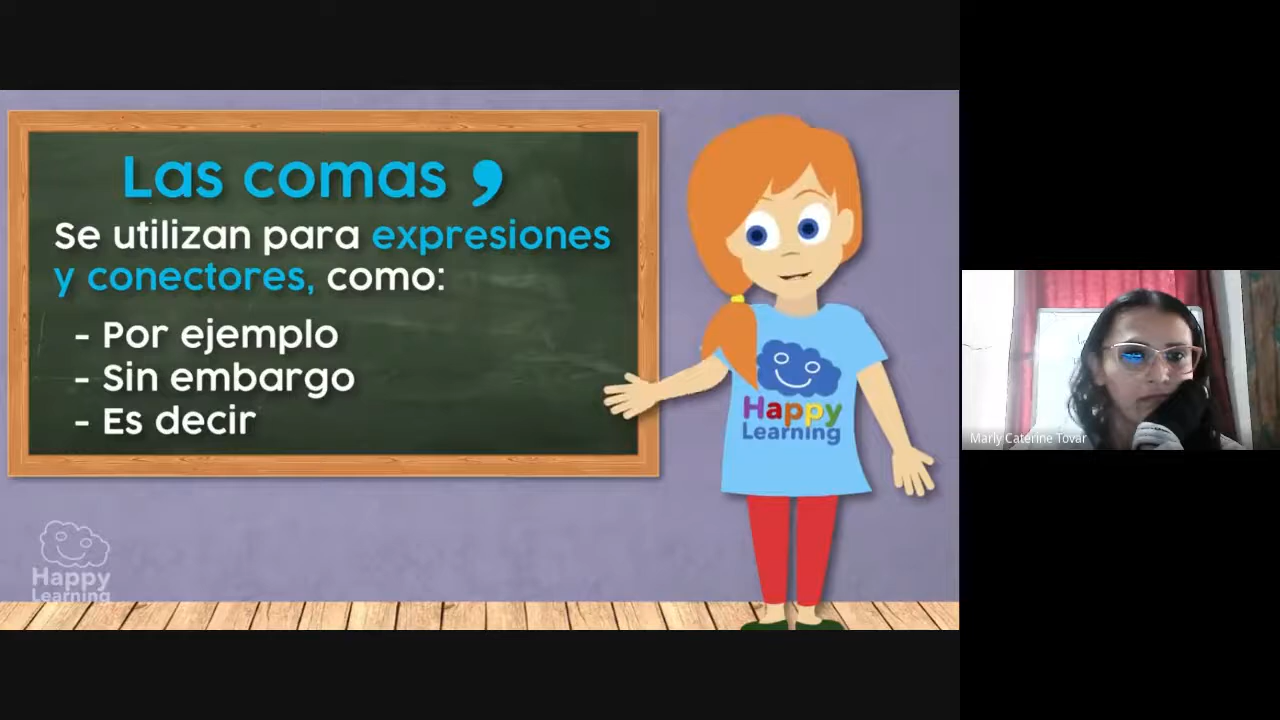 Las comas ,
Se utilizan para expresiones
y conectores, como:
- Por ejemplo
- Sin embargo
- Es decir
Happy
Learning
Happy
Learning
Marly Caterine Tovar